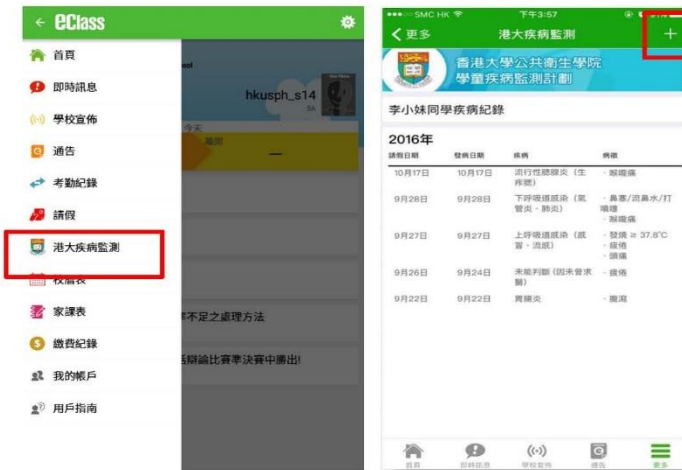 ← eClass
首頁
即時訊息
學校宣佈
通告
考勤紀錄
請假
港大疾病監測
校曆表
家課表
繳費紀錄
我的帳戶
用戶指南
hkusph_s14
今天
準不足之處理方法
辯論比賽準決賽中勝出!
SMC HK 下午3:57
更多 港大疾病監測 +
香港大學公共衞生學院
學童疾病監測計劃
李小妹同學疾病紀錄
2016年
請假日期 發病日期 疾病 病徵
10月17日 10月17日 流行性腮腺炎 (生
痄腮) · 喉嚨痛
9月28日 9月28日 下呼吸道感染 (氣
管炎、肺炎) · 鼻塞/流鼻水/打
噴嚏
· 喉嚨痛
9月27日 9月27日 上呼吸道感染 (感
冒、流感) · 發燒 ≥ 37.8°C
· 疲倦
· 頭痛
9月26日 9月24日 未能判斷 (因未曾求
醫) · 疲倦
9月22日 9月22日 胃腸炎 · 腹瀉
首頁 即時訊息 學校宣佈 通告 更多